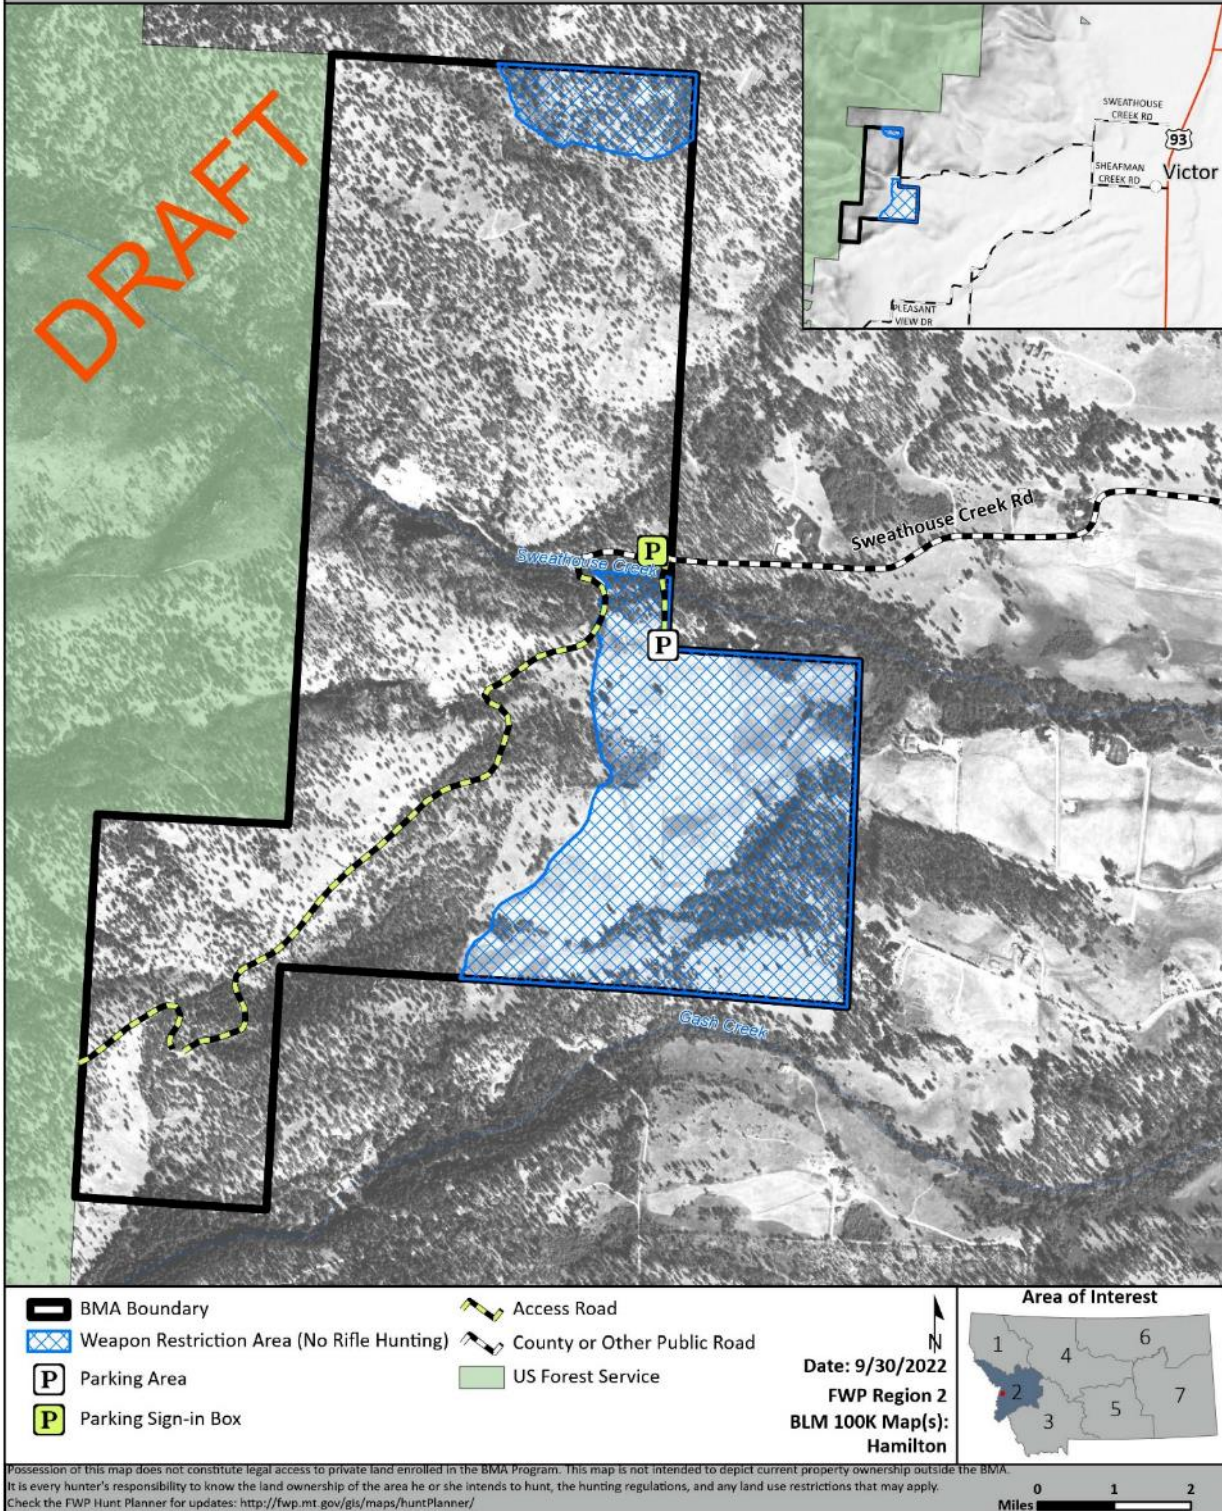 DRAFT
SWEATHOUSE
CREEK RD
93
SHEAFMAN
CREEK RD
Victor
PLEASANT
VIEW DR
Sweathouse Creek Rd
P
Sweathouse Creek
P
Gash Creek
BMA Boundary
Weapon Restriction Area (No Rifle Hunting)
P Parking Area
P Parking Sign-in Box
Access Road
County or Other Public Road
US Forest Service
N
Date: 9/30/2022
FWP Region 2
BLM 100K Map(s):
Hamilton
Area of Interest
1
4
6
2
3
5
7
Possession of this map does not constitute legal access to private land enrolled in the BMA Program. This map is not intended to depict current property ownership outside the BMA.
It is every hunter's responsibility to know the land ownership of the area he or she intends to hunt, the hunting regulations, and any land use restrictions that may apply.
Check the FWP Hunt Planner for updates: http://fwp.mt.gov/gis/maps/huntPlanner/
0 1 2
Miles